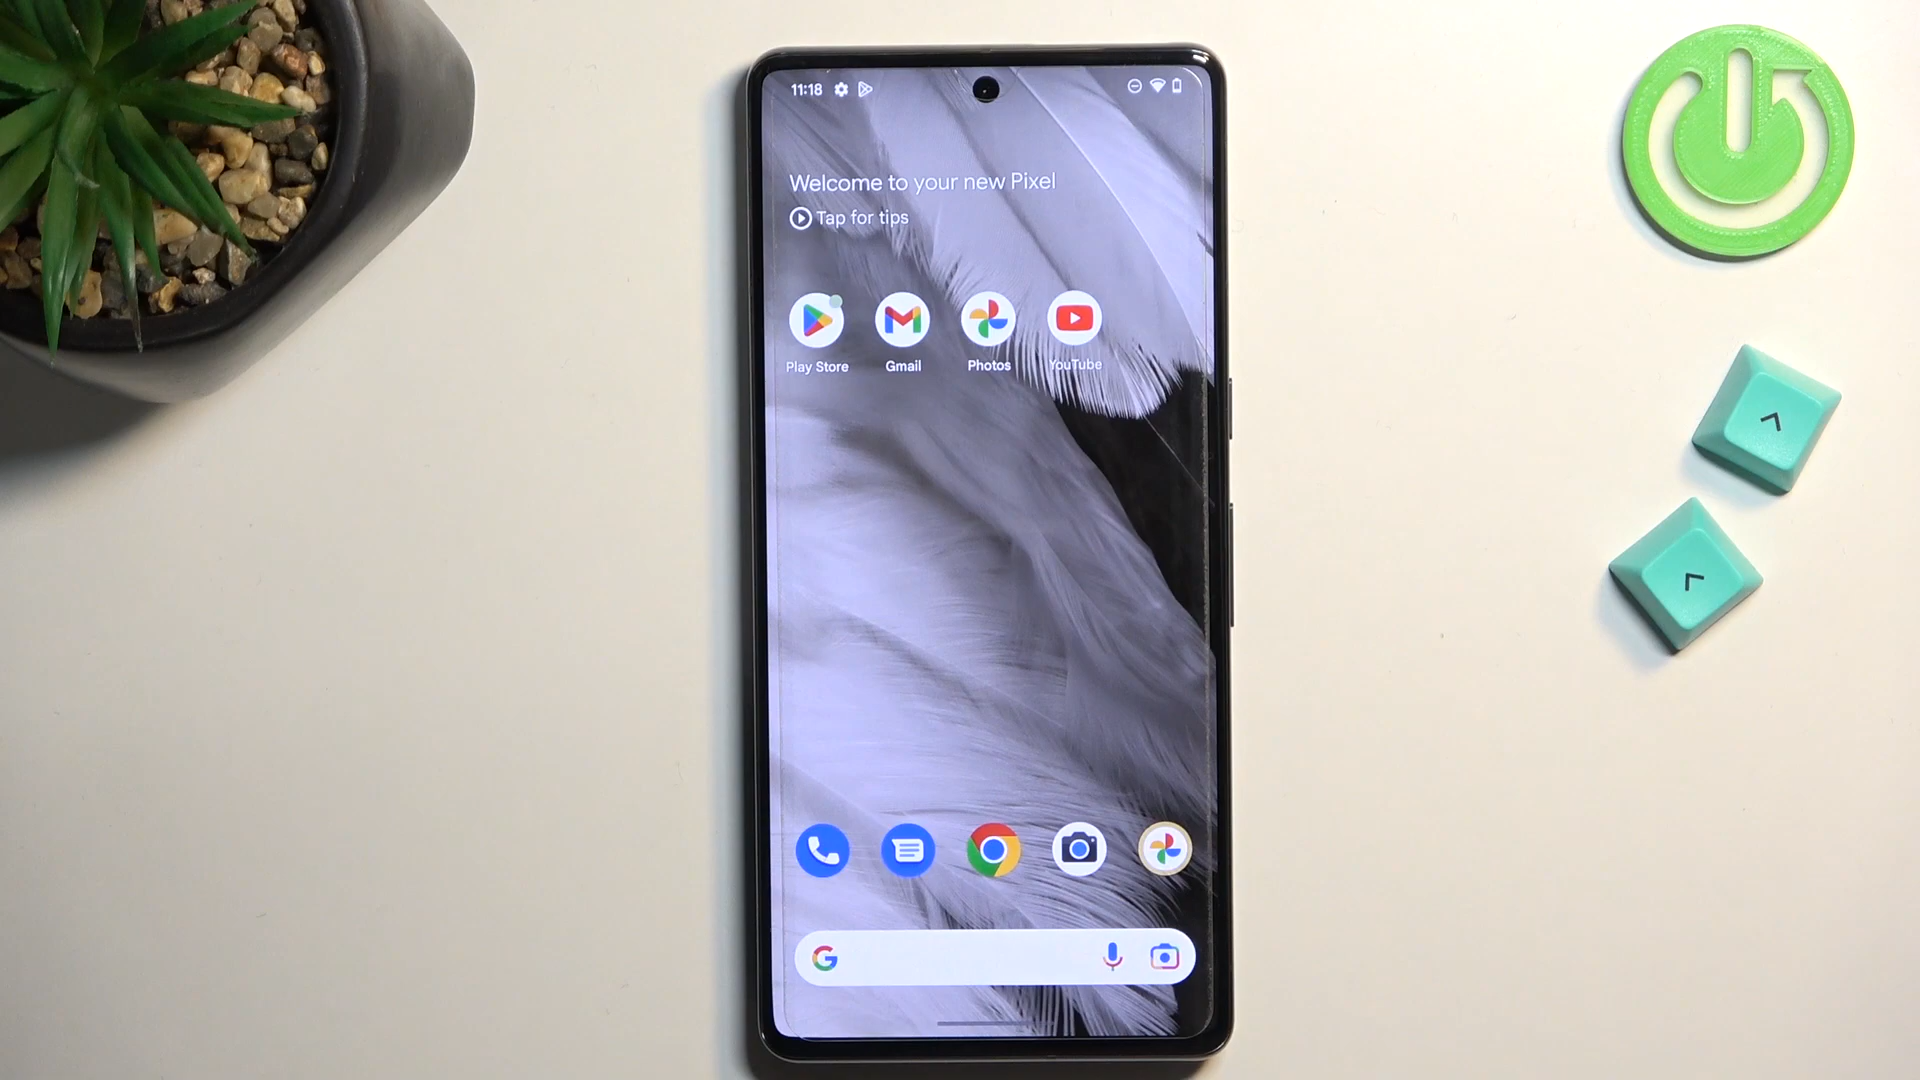 11:18
Welcome to your new Pixel
Tap for tips
Play Store Gmail Photos YouTube
G